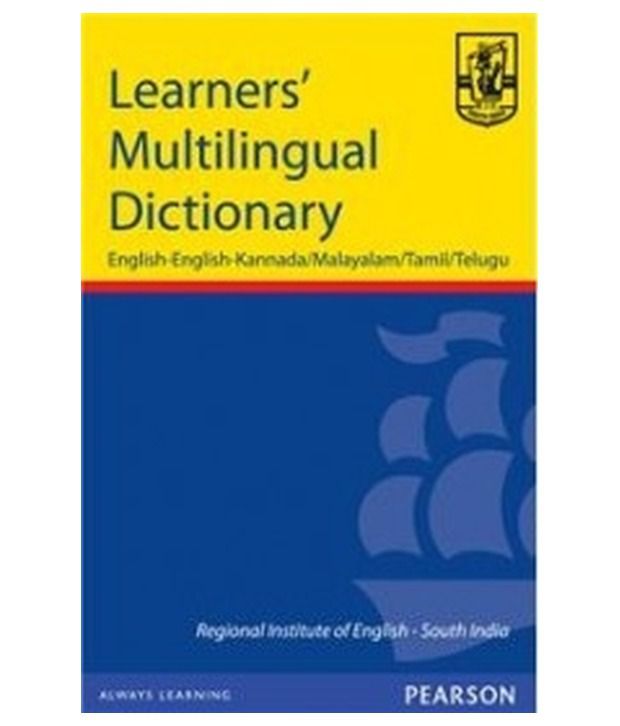 Learners'
Multilingual
Dictionary
English-English-Kannada/Malayalam/Tamil/Telugu
Regional Institute of English - South India
ALWAYS LEARNING
PEARSON